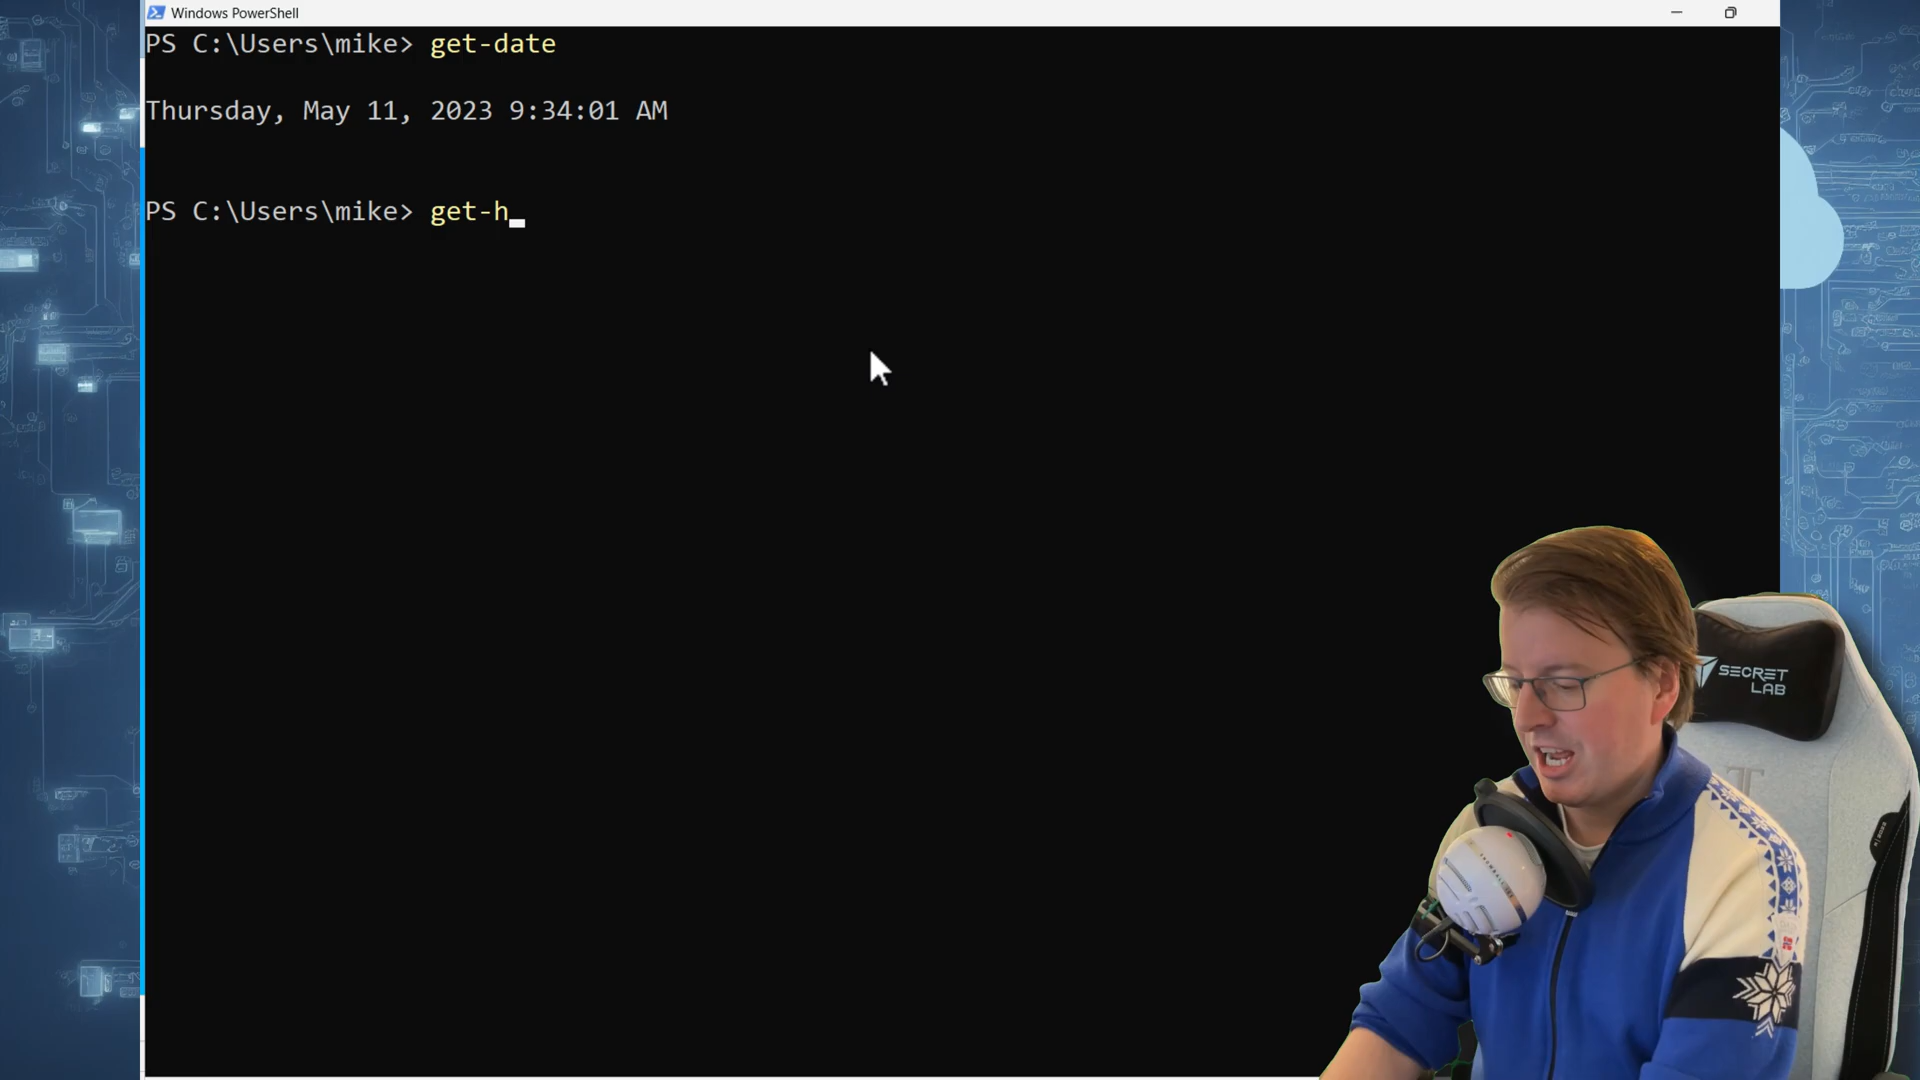 Windows PowerShell
PS C:\Users\mike> get-date
Thursday, May 11, 2023 9:34:01 AM
PS C:\Users\mike> get-h
SECRET
LAB